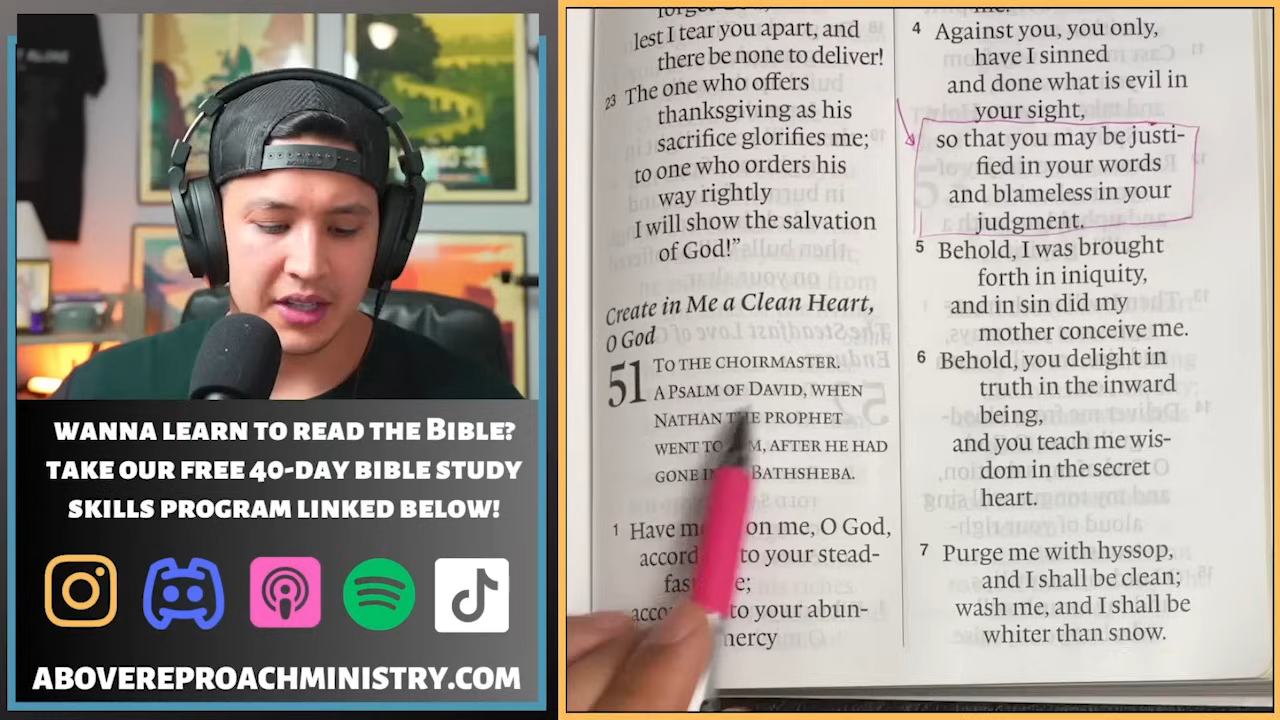 WANNA LEARN TO READ THE BIBLE?
TAKE OUR FREE 40-DAY BIBLE STUDY
SKILLS PROGRAM LINKED BELOW!
ABOVEREPROACHMINISTRY.COM
lest I tear you apart, and
there be none to deliver!
23 The one who offers
thanksgiving as his
sacrifice glorifies me;
to one who orders his
way rightly
I will show the salvation
of God!”
Create in Me a Clean Heart,
O God
51 TO THE CHOIRMASTER.
A PSALM OF DAVID, WHEN
NATHAN THE PROPHET
WENT TO, AFTER HE HAD
GONE BATHSHEBA.
1 Have on me, O God,
to your stead-
to your abun-
4 Against you, you only,
have I sinned
and done what is evil in
your sight,
so that you may be justi-
fied in your words
and blameless in your
judgment.
5 Behold, I was brought
forth in iniquity,
and in sin did my
mother conceive me.
6 Behold, you delight in
truth in the inward
being,
and you teach me wis-
dom in the secret
heart.
7 Purge me with hyssop,
and I shall be clean;
wash me, and I shall be
whiter than snow.